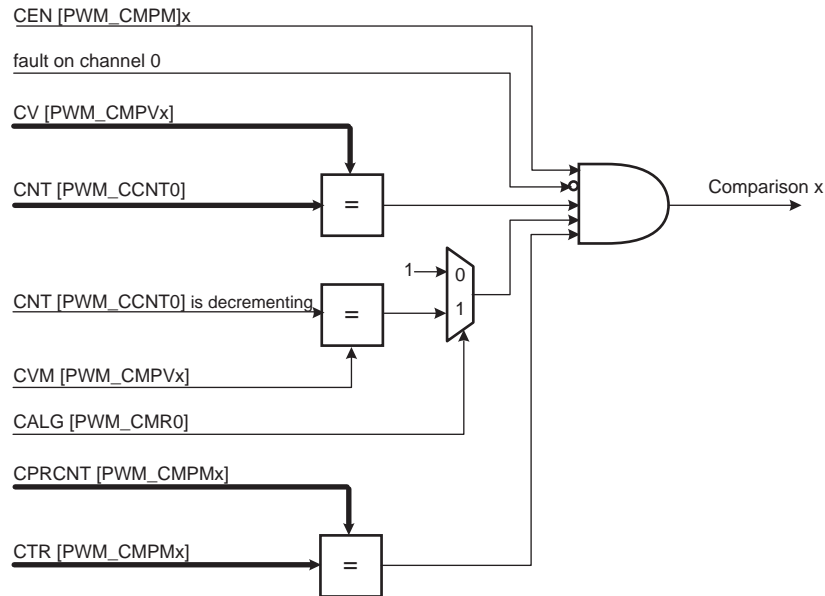 CEN [PWM_CMPM]x
fault on channel 0
CV [PWM_CMPVx]
CNT [PWM_CCNT0]
=
Comparison x
1
0
1
CNT [PWM_CCNT0] is decrementing
=
CVM [PWM_CMPVx]
CALG [PWM_CMR0]
CPRCNT [PWM_CMPMx]
CTR [PWM_CMPMx]
=